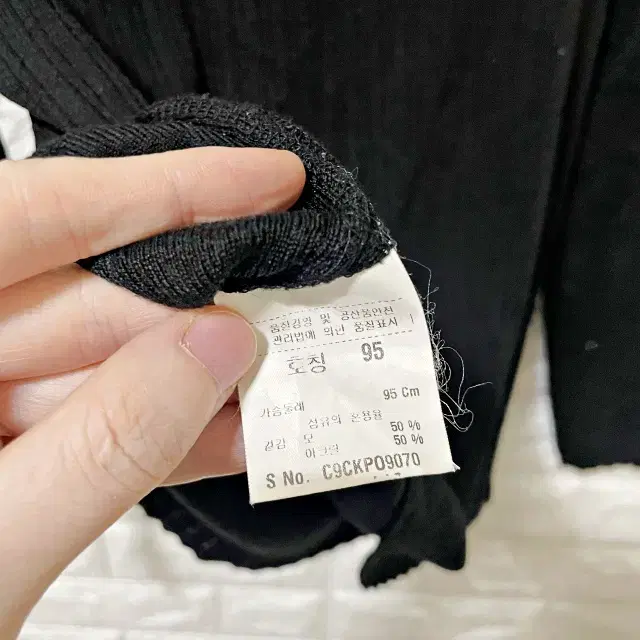 품질경영 및 공산품안전
관리법에 의한 품질표시
호칭 95
가슴둘레 95 Cm
섬유의 혼용율
겉감 모 50 %
아크릴 50 %
S No. C9CKP09070